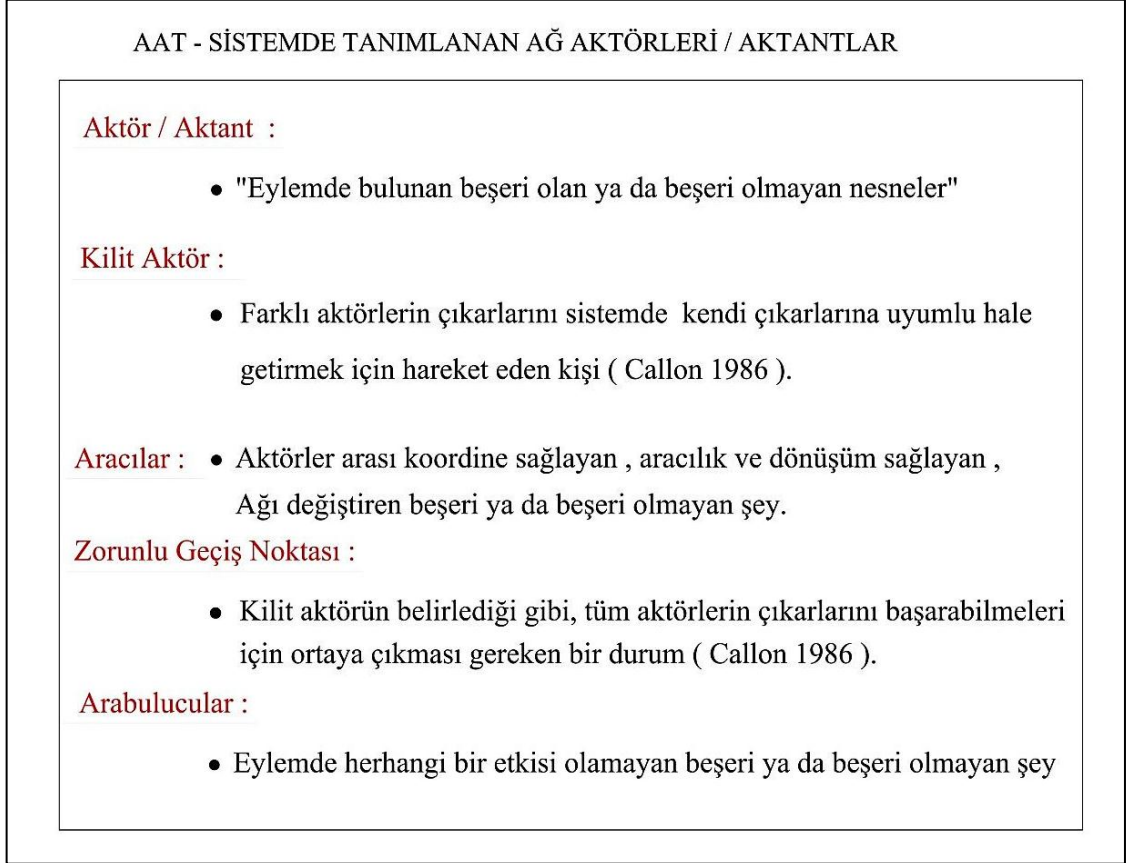 AAT - SİSTEMDE TANIMLANAN AĞ AKTÖRLERİ / AKTANTLAR
Aktör / Aktant :
● "Eylemde bulunan beşeri olan ya da beşeri olmayan nesneler"
Kilit Aktör :
● Farklı aktörlerin çıkarlarını sistemde kendi çıkarlarına uyumlu hale
getirmek için hareket eden kişi ( Callon 1986 ).
Aracılar : ● Aktörler arası koordine sağlayan , aracılık ve dönüşüm sağlayan ,
Ağı değiştiren beşeri ya da beşeri olmayan şey.
Zorunlu Geçiş Noktası :
● Kilit aktörün belirlediği gibi, tüm aktörlerin çıkarlarını başarabilmeleri
için ortaya çıkması gereken bir durum ( Callon 1986 ).
Arabulucular :
● Eylemde herhangi bir etkisi olamayan beşeri ya da beşeri olmayan şey